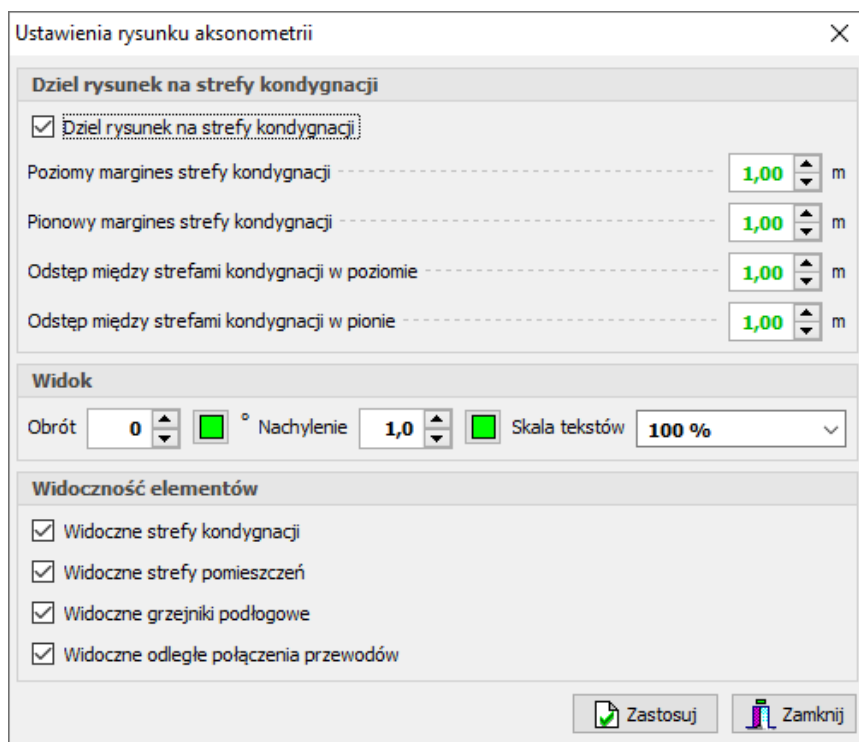 Ustawienia rysunku aksonometrii
Dziel rysunek na strefy kondygnacji
Dziel rysunek na strefy kondygnacji
Poziomy margines strefy kondygnacji 1,00 m
Pionowy margines strefy kondygnacji 1,00 m
Odstęp między strefami kondygnacji w poziomie 1,00 m
Odstęp między strefami kondygnacji w pionie 1,00 m
Widok
Obrót 0 ° Nachylenie 1,0 Skala tekstów 100 %
Widoczność elementów
Widoczne strefy kondygnacji
Widoczne strefy pomieszczeń
Widoczne grzejniki podłogowe
Widoczne odległe połączenia przewodów
Zastosuj Zamknij